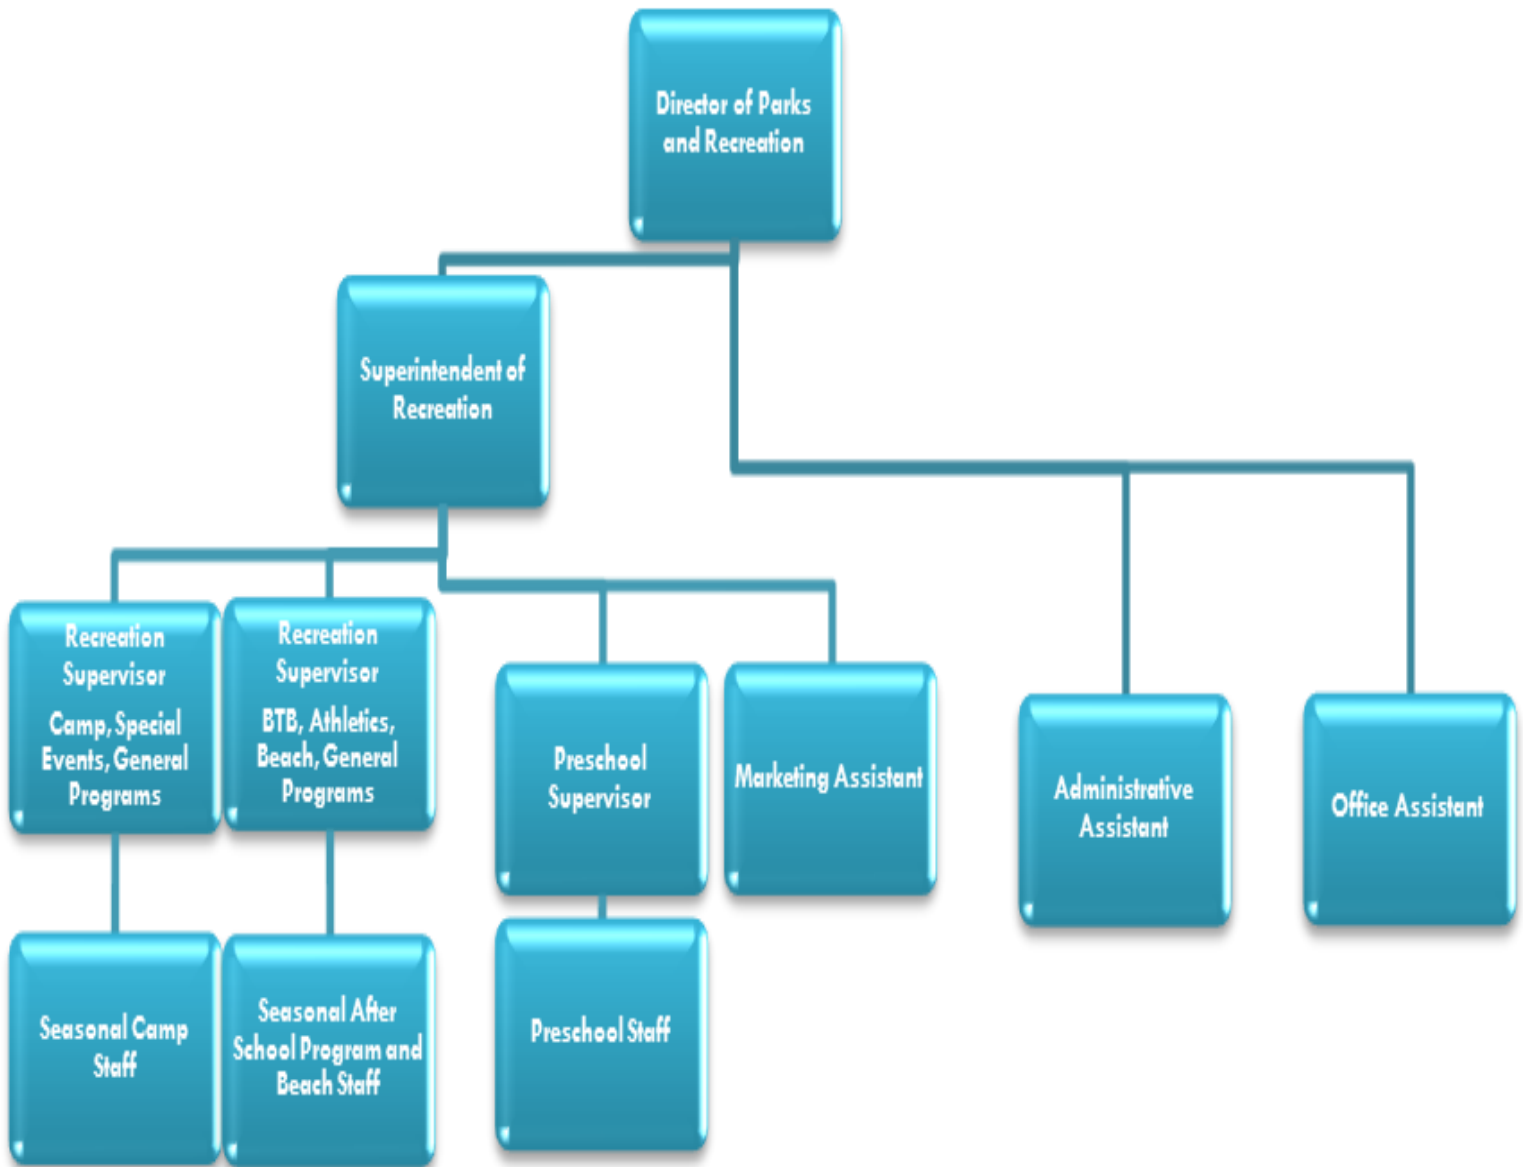 Director of Parks
and Recreation
Superintendent of
Recreation
Recreation
Supervisor
Camp, Special
Events, General
Programs
Recreation
Supervisor
BTB, Athletics,
Beach, General
Programs
Preschool
Supervisor
Marketing Assistant
Administrative
Assistant
Office Assistant
Seasonal Camp
Staff
Seasonal After
School Program and
Beach Staff
Preschool Staff